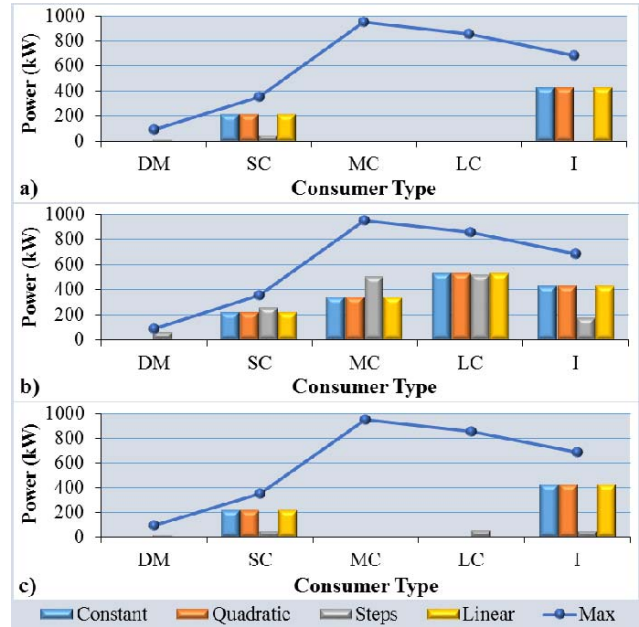 1000
800
600
400
200
0
Power (kW)
DM SC MC LC I
a) Consumer Type
1000
800
600
400
200
0
Power (kW)
DM SC MC LC I
b) Consumer Type
1000
800
600
400
200
0
Power (kW)
DM SC MC LC I
c) Consumer Type
Constant Quadratic Steps Linear Max